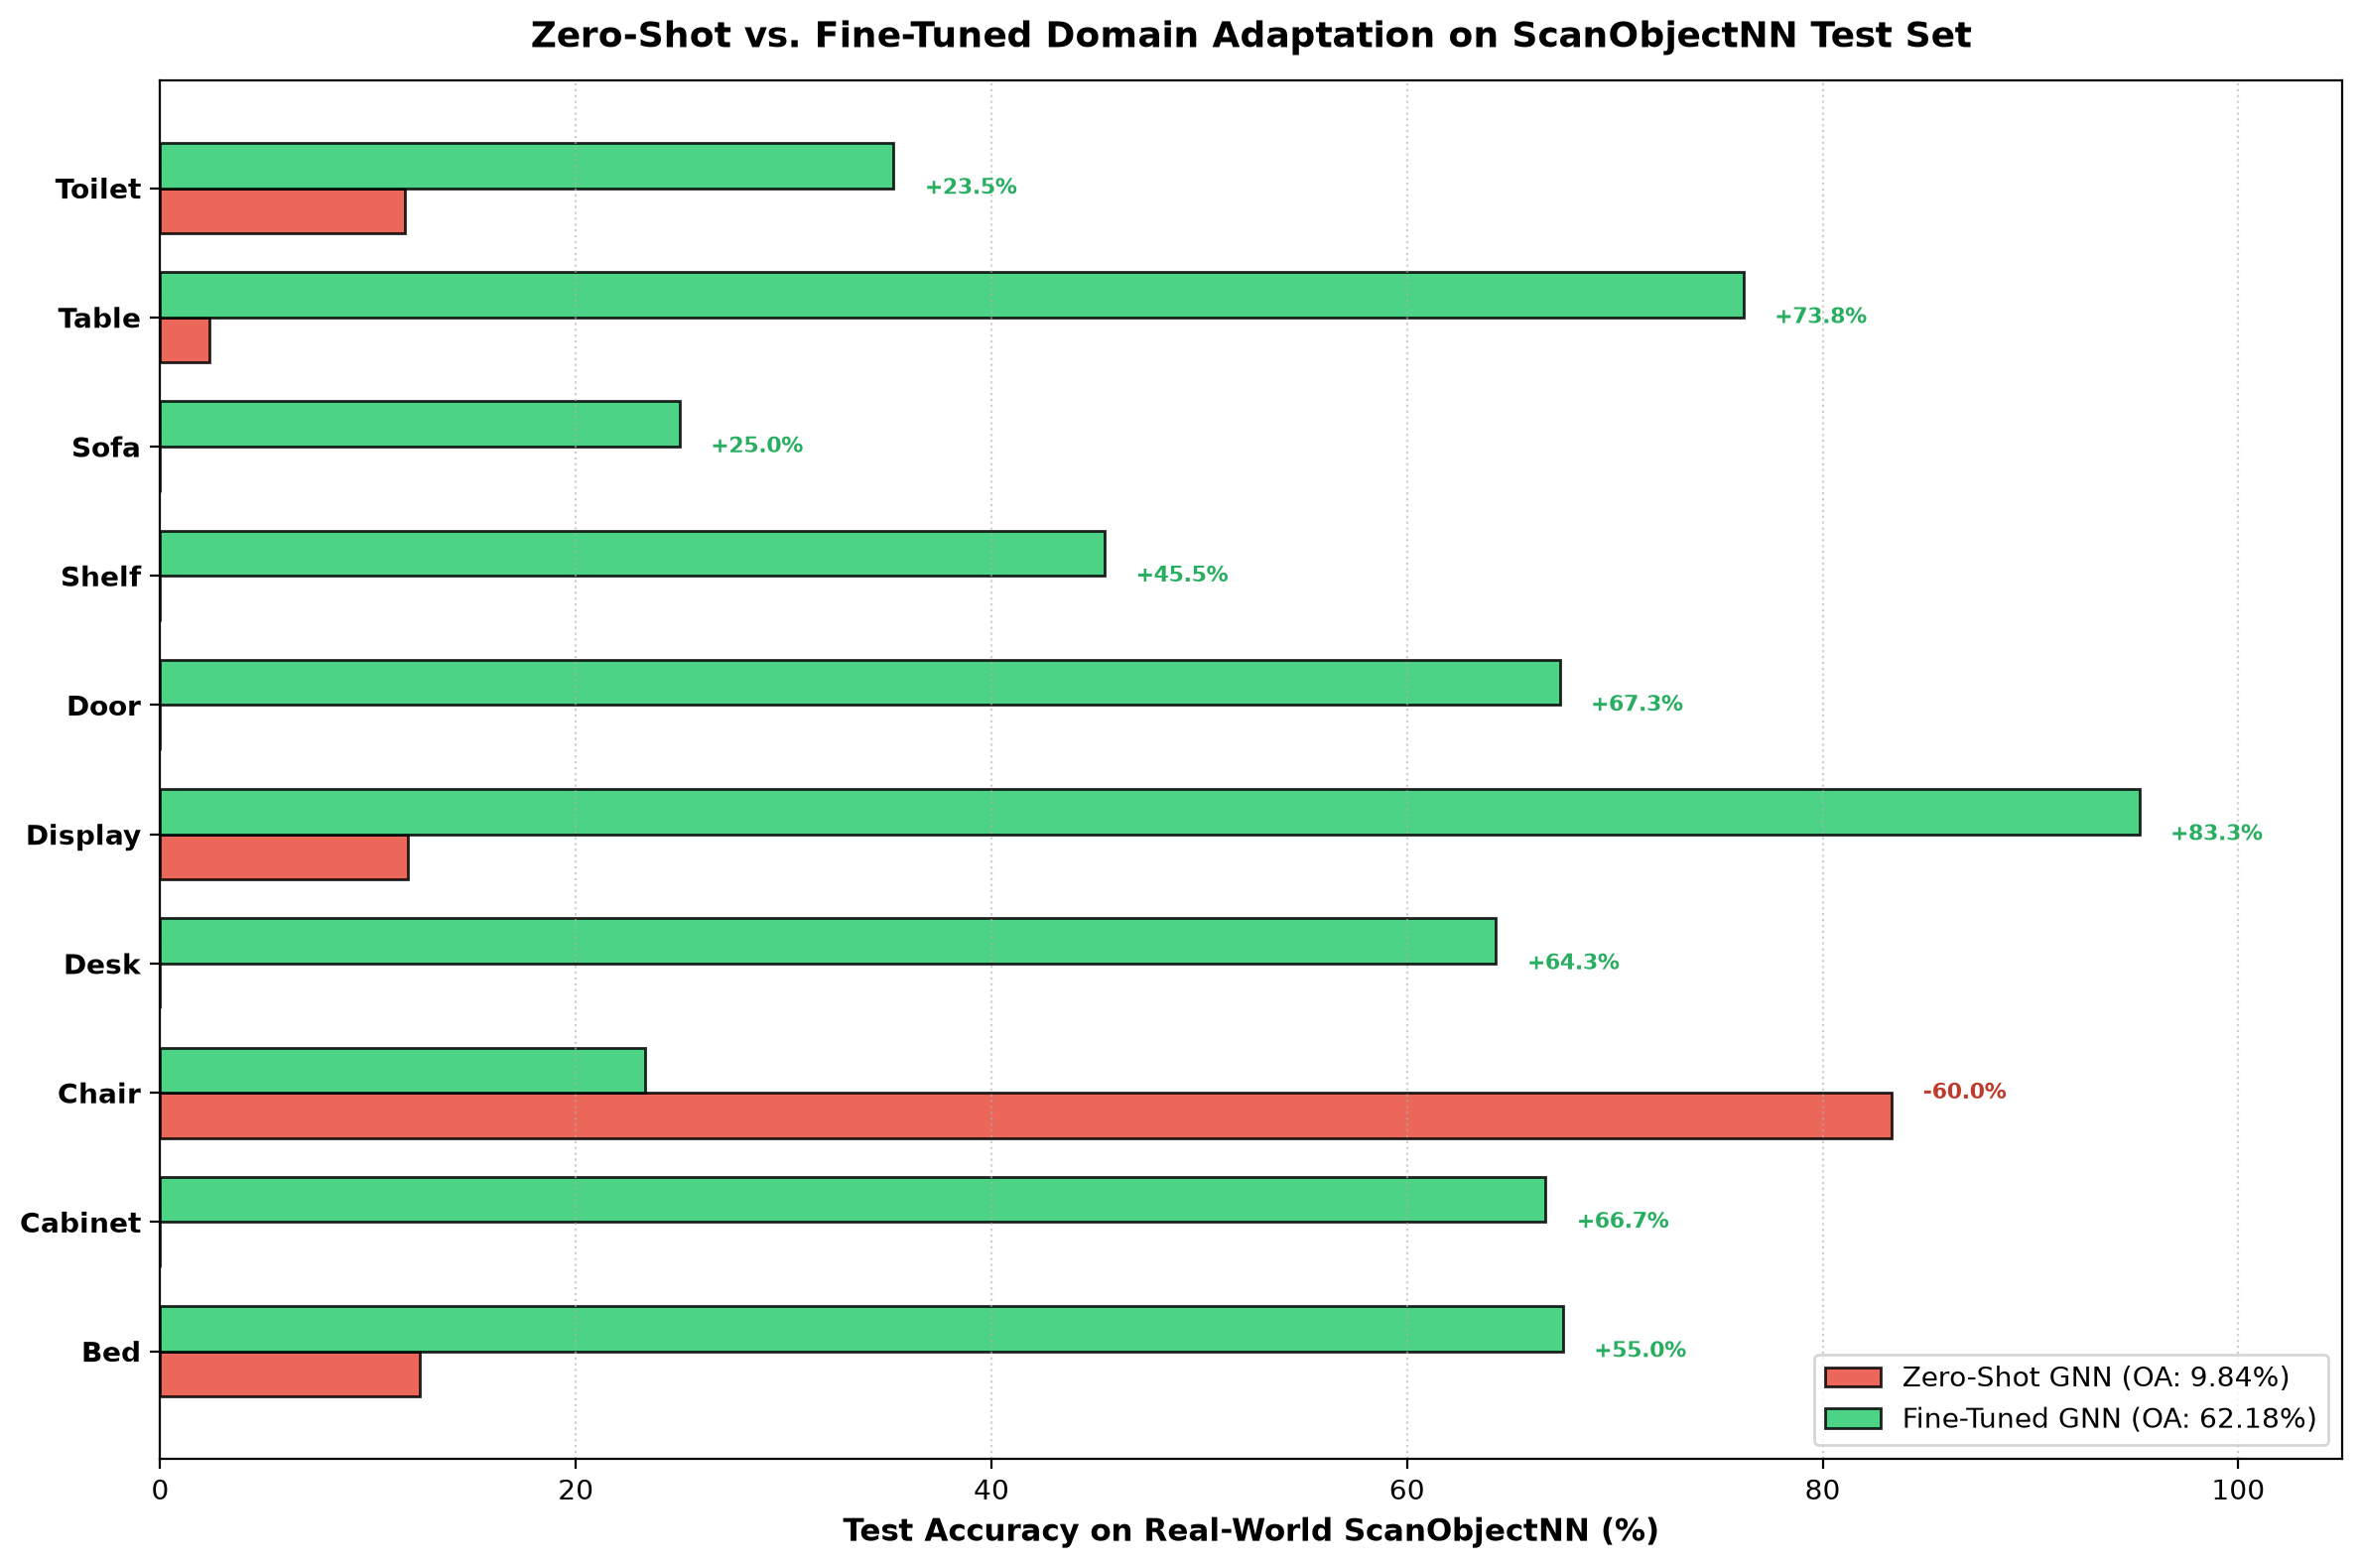 Zero-Shot vs. Fine-Tuned Domain Adaptation on ScanObjectNN Test Set
Toilet
+23.5%
Table
+73.8%
Sofa
+25.0%
Shelf
+45.5%
Door
+67.3%
Display
+83.3%
Desk
+64.3%
Chair
-60.0%
Cabinet
+66.7%
Bed
+55.0%
Zero-Shot GNN (OA: 9.84%)
Fine-Tuned GNN (OA: 62.18%)
0 20 40 60 80 100
Test Accuracy on Real-World ScanObjectNN (%)